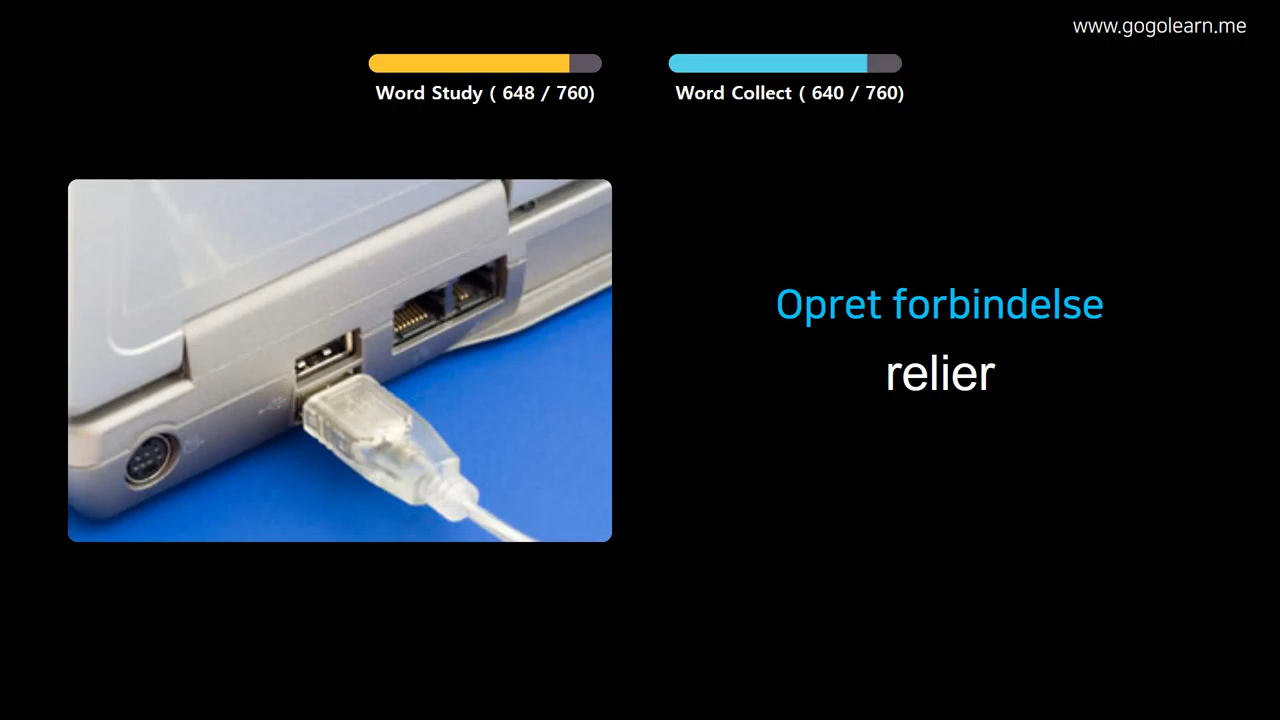 www.gogolearn.me
Word Study ( 648 / 760)
Word Collect ( 640 / 760)
Opret forbindelse
relier